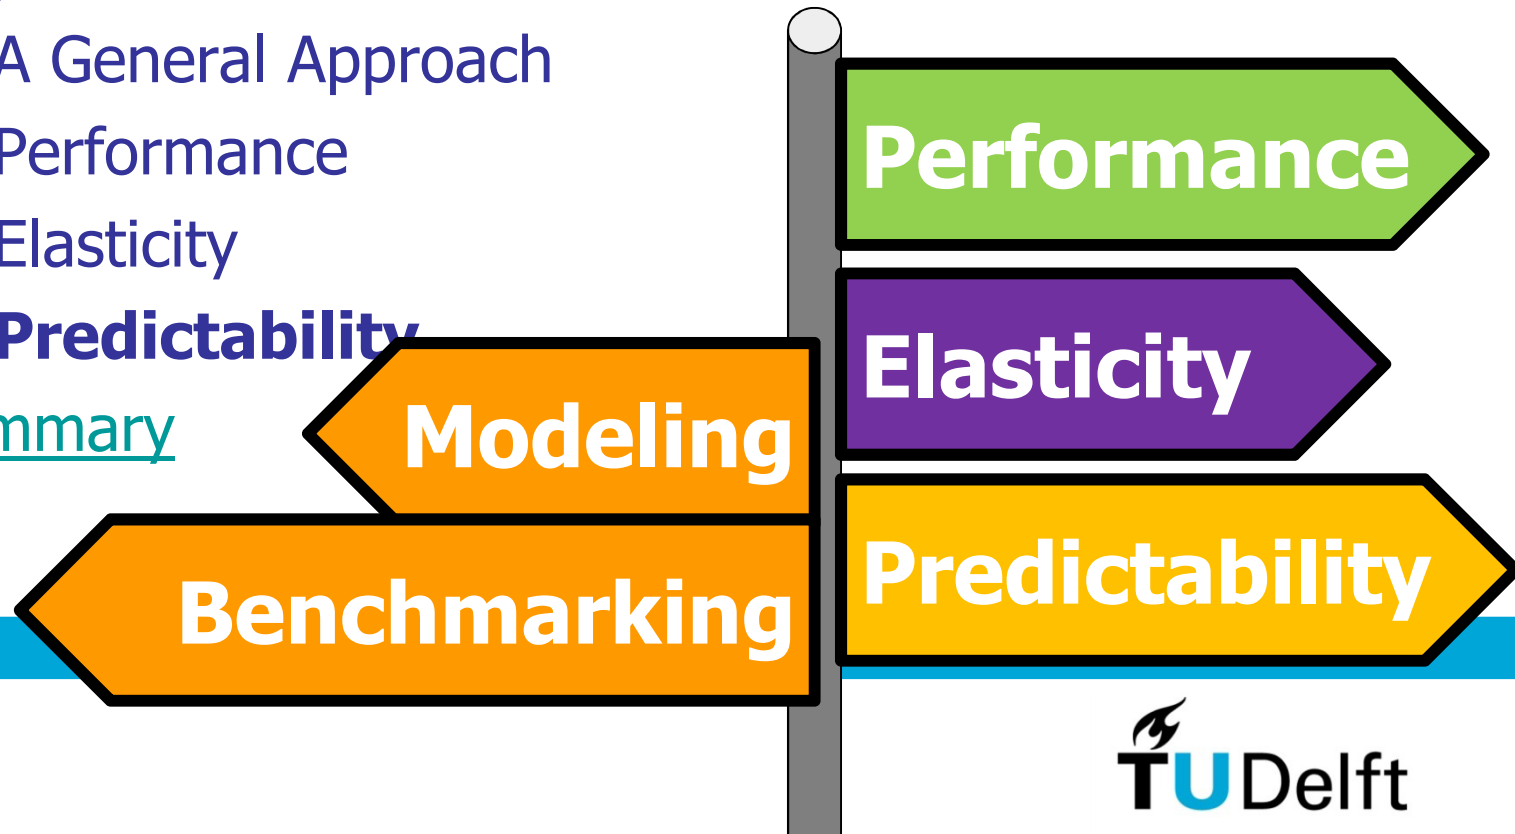 A General Approach
Performance
Elasticity
Predictability
mmary
Performance
Elasticity
Predictability
Modeling
Benchmarking
TUDelft